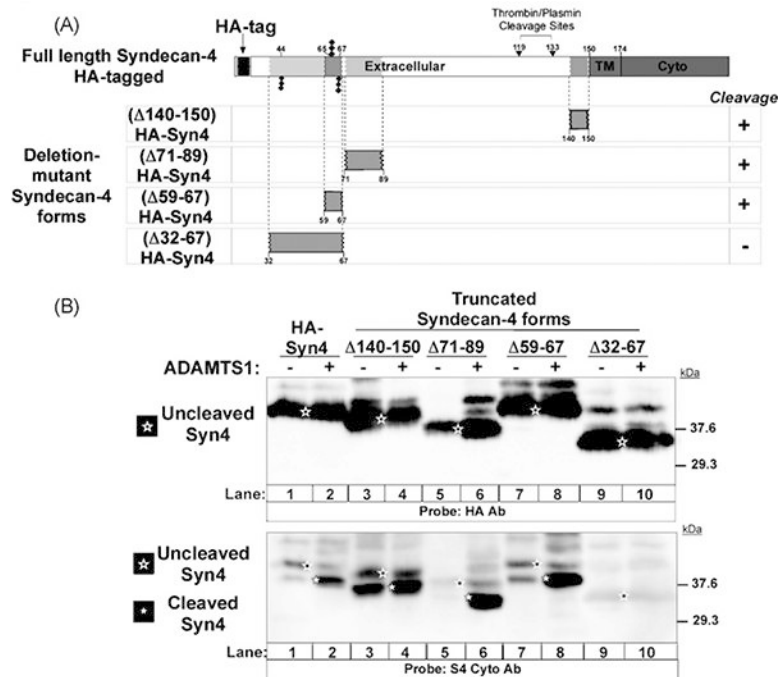 (A)
HA-tag
Thrombin/Plasmin
Cleavage Sites
44 65 67 119 133 150 174
Full length Syndecan-4
HA-tagged
Extracellular TM Cyto
Cleavage
Deletion-
mutant
Syndecan-4
forms
(Δ140-150)
HA-Syn4
140 150
+
(Δ71-89)
HA-Syn4
71 89
+
(Δ59-67)
HA-Syn4
59 67
+
(Δ32-67)
HA-Syn4
32 67
-
(B)
Truncated
Syndecan-4 forms
HA-
Syn4
Δ140-150 Δ71-89 Δ59-67 Δ32-67
ADAMTS1: - + - + - + - + - +
kDa
Uncleaved
Syn4
37.6
29.3
Lane: 1 2 3 4 5 6 7 8 9 10
Probe: HA Ab
kDa
Uncleaved
Syn4
Cleaved
Syn4
37.6
29.3
Lane: 1 2 3 4 5 6 7 8 9 10
Probe: S4 Cyto Ab